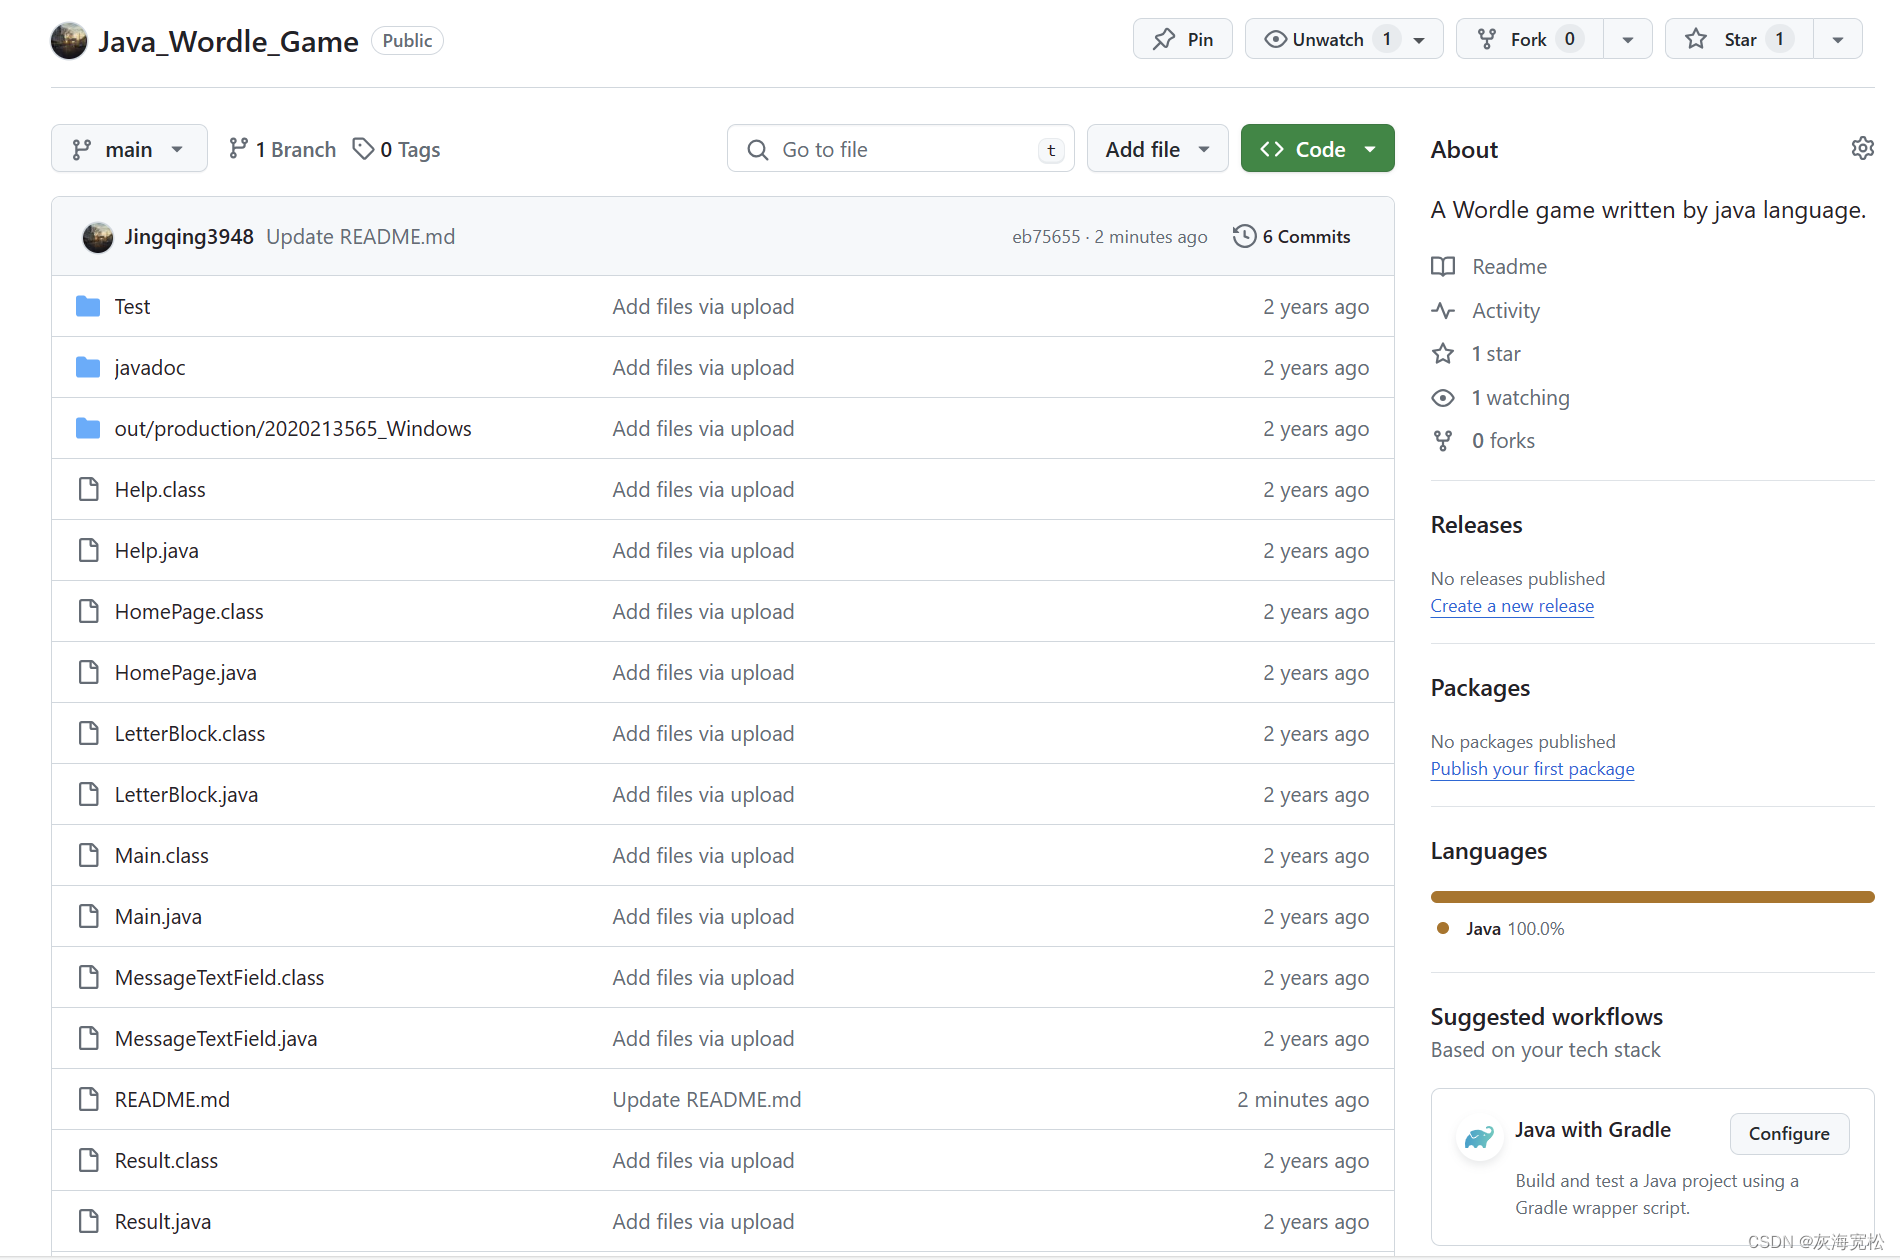 Java_Wordle_Game Public Pin Unwatch 1 Fork 0 Star 1
main 1 Branch 0 Tags Go to file t Add file Code
Jingqing3948 Update README.md eb75655 · 2 minutes ago 6 Commits
Test Add files via upload 2 years ago
javadoc Add files via upload 2 years ago
out/production/2020213565_Windows Add files via upload 2 years ago
Help.class Add files via upload 2 years ago
Help.java Add files via upload 2 years ago
HomePage.class Add files via upload 2 years ago
HomePage.java Add files via upload 2 years ago
LetterBlock.class Add files via upload 2 years ago
LetterBlock.java Add files via upload 2 years ago
Main.class Add files via upload 2 years ago
Main.java Add files via upload 2 years ago
MessageTextField.class Add files via upload 2 years ago
MessageTextField.java Add files via upload 2 years ago
README.md Update README.md 2 minutes ago
Result.class Add files via upload 2 years ago
Result.java Add files via upload 2 years ago
About
A Wordle game written by java language.
Readme
Activity
1 star
1 watching
0 forks
Releases
No releases published
Create a new release
Packages
No packages published
Publish your first package
Languages
Java 100.0%
Suggested workflows
Based on your tech stack
Java with Gradle Configure
Build and test a Java project using a
Gradle wrapper script.
CSDN @灰海宽松